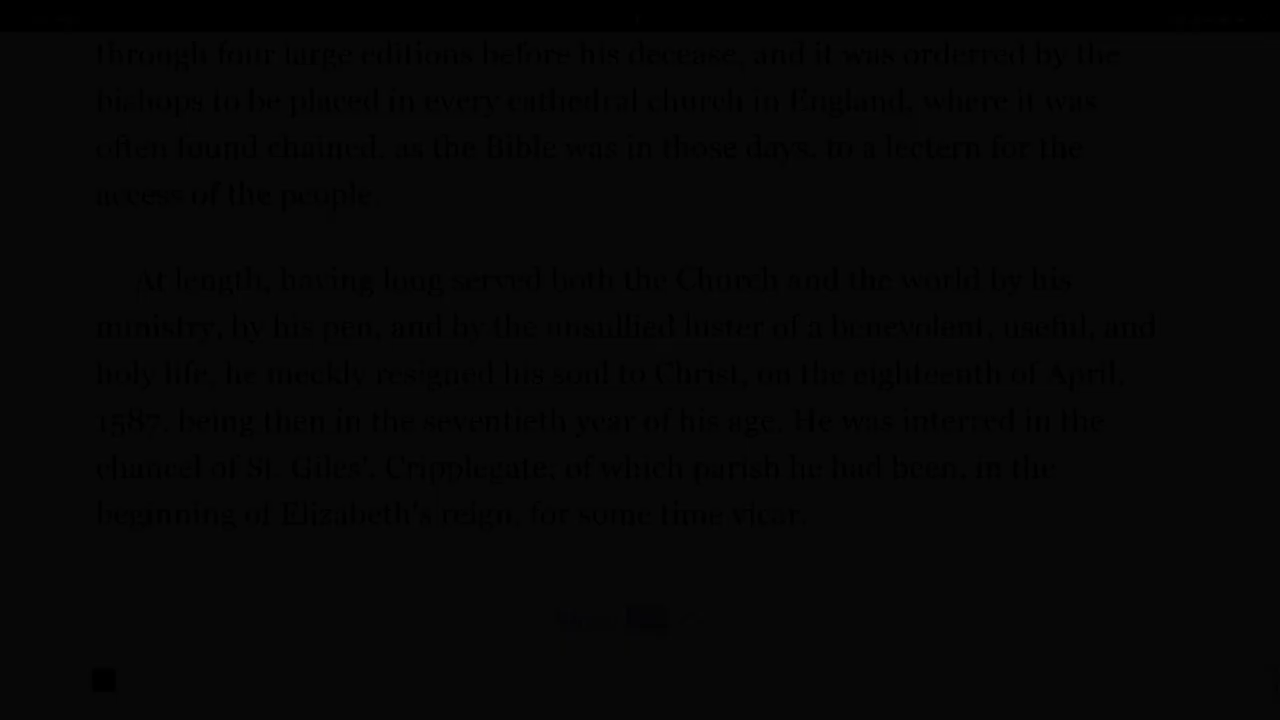 through four large editions before his decease, and it was orderred by the
bishops to be placed in every cathedral church in England, where it was
often found chained, as the Bible was in those days, to a lectern for the
access of the people.
At length, having long served both the Church and the world by his
ministry, by his pen, and by the unsullied luster of a benevolent, useful, and
holy life, he meekly resigned his soul to Christ, on the eighteenth of April,
1587, being then in the seventieth year of his age. He was interred in the
chancel of St. Giles', Cripplegate; of which parish he had been, in the
beginning of Elizabeth's reign, for some time vicar.